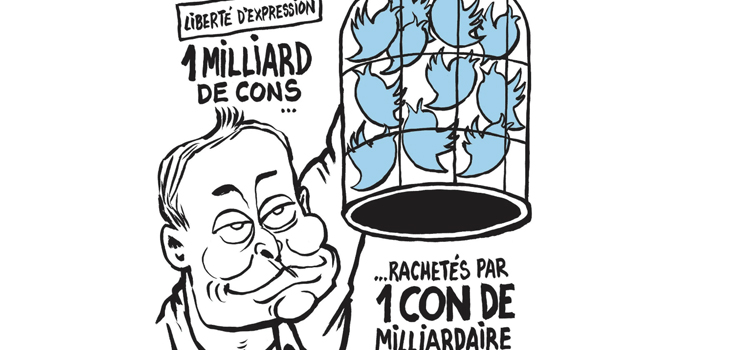 LIBERTÉ D'EXPRESSION
1 MILLIARD
DE CONS
...
...RACHETÉS PAR
1 CON DE
MILLIARDAIRE